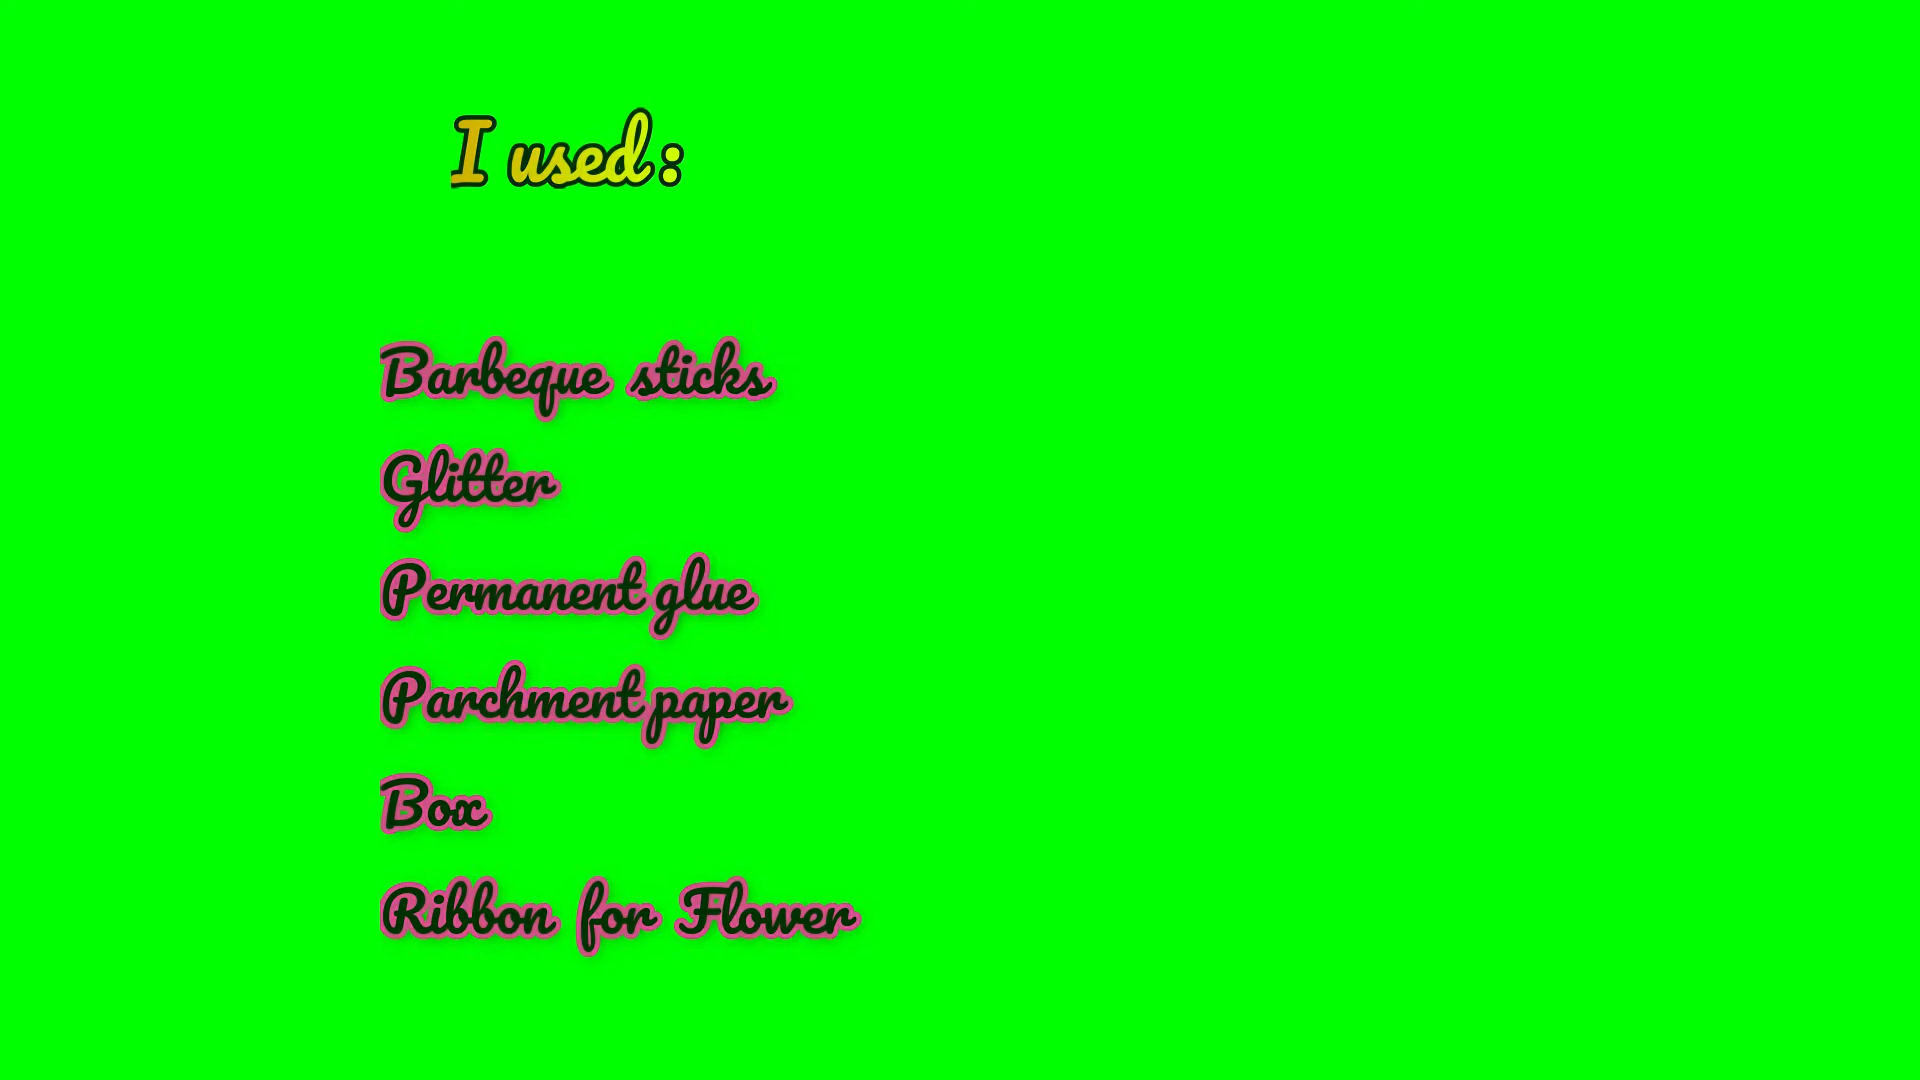 I used:
Barbeque sticks
Glitter
Permanent glue
Parchment paper
Box
Ribbon for Flower